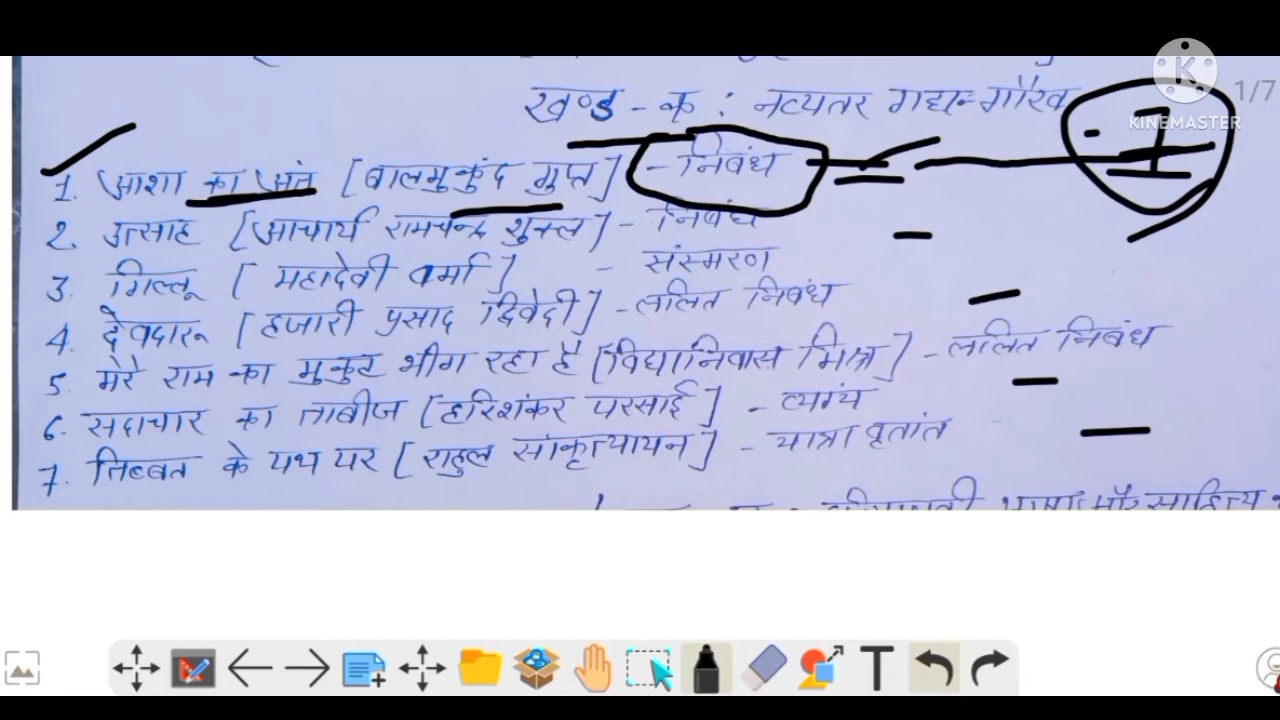 खण्ड - क : नव्यतर गद्य-गौरव
1/7
KINEMASTER
1. आशा का अंत [बालमुकुंद गुप्त] - निबंध
2. उत्साह [आचार्य रामचन्द्र शुक्ल] - निबंध
3. गिल्लू [महादेवी वर्मा] - संस्मरण
4. देवदारू [हजारी प्रसाद द्विवेदी] - ललित निबंध
5. मेरे राम का मुकुट भीग रहा है [विद्यानिवास मिश्र] - ललित निबंध
6. सदाचार का ताबीज [हरिशंकर परसाई] - व्यंग्य
7. तिब्बत के पथ पर [राहुल सांकृत्यायन] - यात्रा वृतांत
भाषा और साहित्य